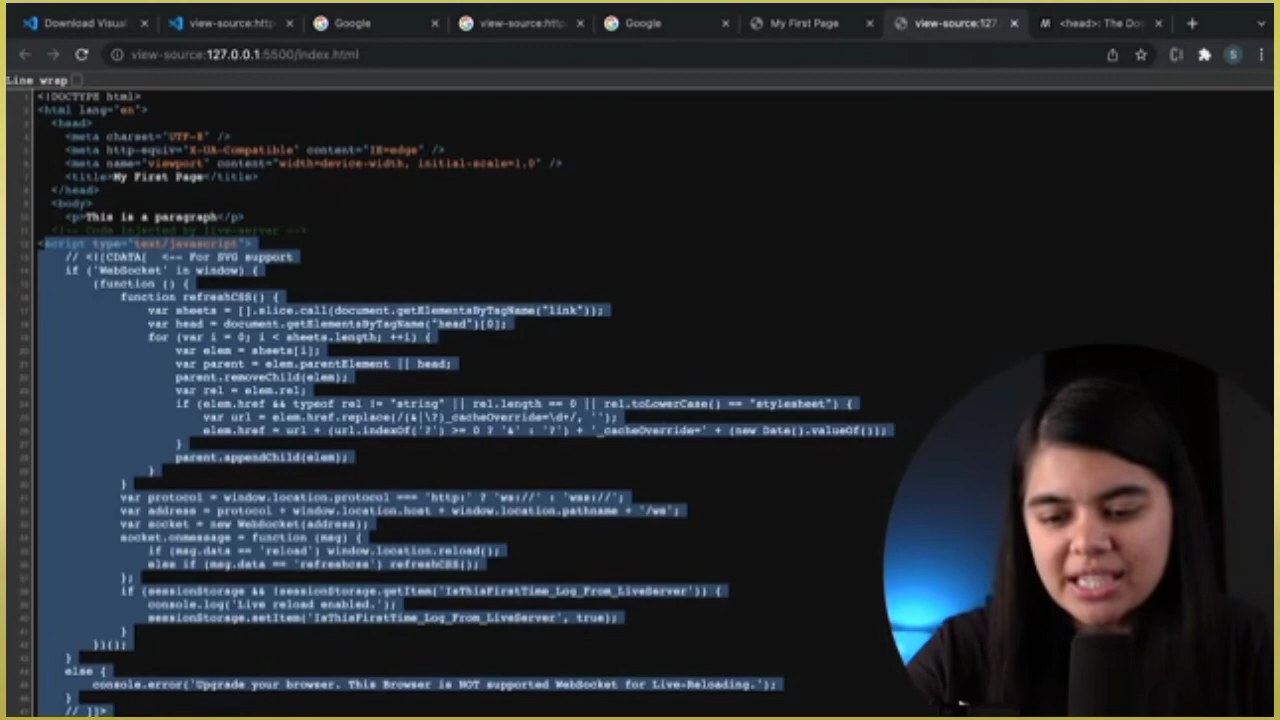 Download Visual
view-source:http
Google
view-source:http
Google
My First Page
view-source:127.
<head>: The Do
view-source:127.0.0.1:5500/index.html
S
Line wrap
<!DOCTYPE html>
<html lang="en">
<head>
<meta charset="UTF-8" />
<meta http-equiv="X-UA-Compatible" content="IE=edge" />
<meta name="viewport" content="width=device-width, initial-scale=1.0" />
<title>My First Page</title>
</head>
<body>
<p>This is a paragraph</p>
<!-- Code injected by live-server -->
<script type="text/javascript">
// <![CDATA[  <-- For SVG support
if ('WebSocket' in window) {
(function () {
function refreshCSS() {
var sheets = [].slice.call(document.getElementsByTagName("link"));
var head = document.getElementsByTagName("head")[0];
for (var i = 0; i < sheets.length; ++i) {
var elem = sheets[i];
var parent = elem.parentElement || head;
parent.removeChild(elem);
var rel = elem.rel;
if (elem.href && typeof rel != "string" || rel.length == 0 || rel.toLowerCase() == "stylesheet") {
var url = elem.href.replace(/(&|\?)_cacheOverride=\d+/, '');
elem.href = url + (url.indexOf('?') >= 0 ? '&' : '?') + '_cacheOverride=' + (new Date().valueOf());
}
parent.appendChild(elem);
}
}
var protocol = window.location.protocol === 'http:' ? 'ws://' : 'wss://';
var address = protocol + window.location.host + window.location.pathname + '/ws';
var socket = new WebSocket(address);
socket.onmessage = function (msg) {
if (msg.data == 'reload') window.location.reload();
else if (msg.data == 'refreshcss') refreshCSS();
};
if (sessionStorage && !sessionStorage.getItem('IsThisFirstTime_Log_From_LiveServer')) {
console.log('Live reload enabled.');
sessionStorage.setItem('IsThisFirstTime_Log_From_LiveServer', true);
}
})();
}
else {
console.error('Upgrade your browser. This Browser is NOT supported WebSocket for Live-Reloading.');
}
// ]]>